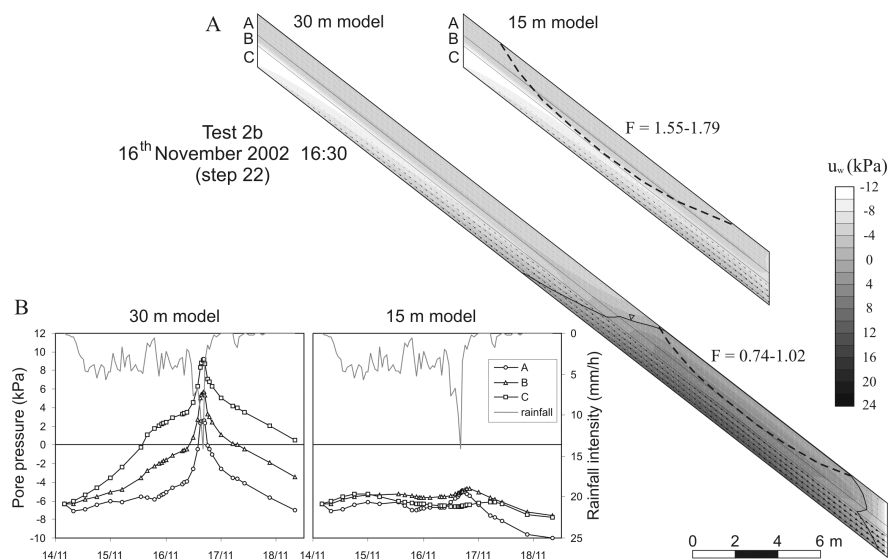 A
30 m model
15 m model
A
B
C
A
B
C
Test 2b
16th November 2002 16:30
(step 22)
F = 1.55-1.79
F = 0.74-1.02
uw (kPa)
-12
-8
-4
0
4
8
12
16
20
24
0 2 4 6 m
B
30 m model
15 m model
Pore pressure (kPa)
12
10
8
6
4
2
0
-2
-4
-6
-8
-10
14/11 15/11 16/11 17/11 18/11
14/11 15/11 16/11 17/11 18/11
A
B
C
rainfall
0
5
10
15
20
25
Rainfall intensity (mm/h)